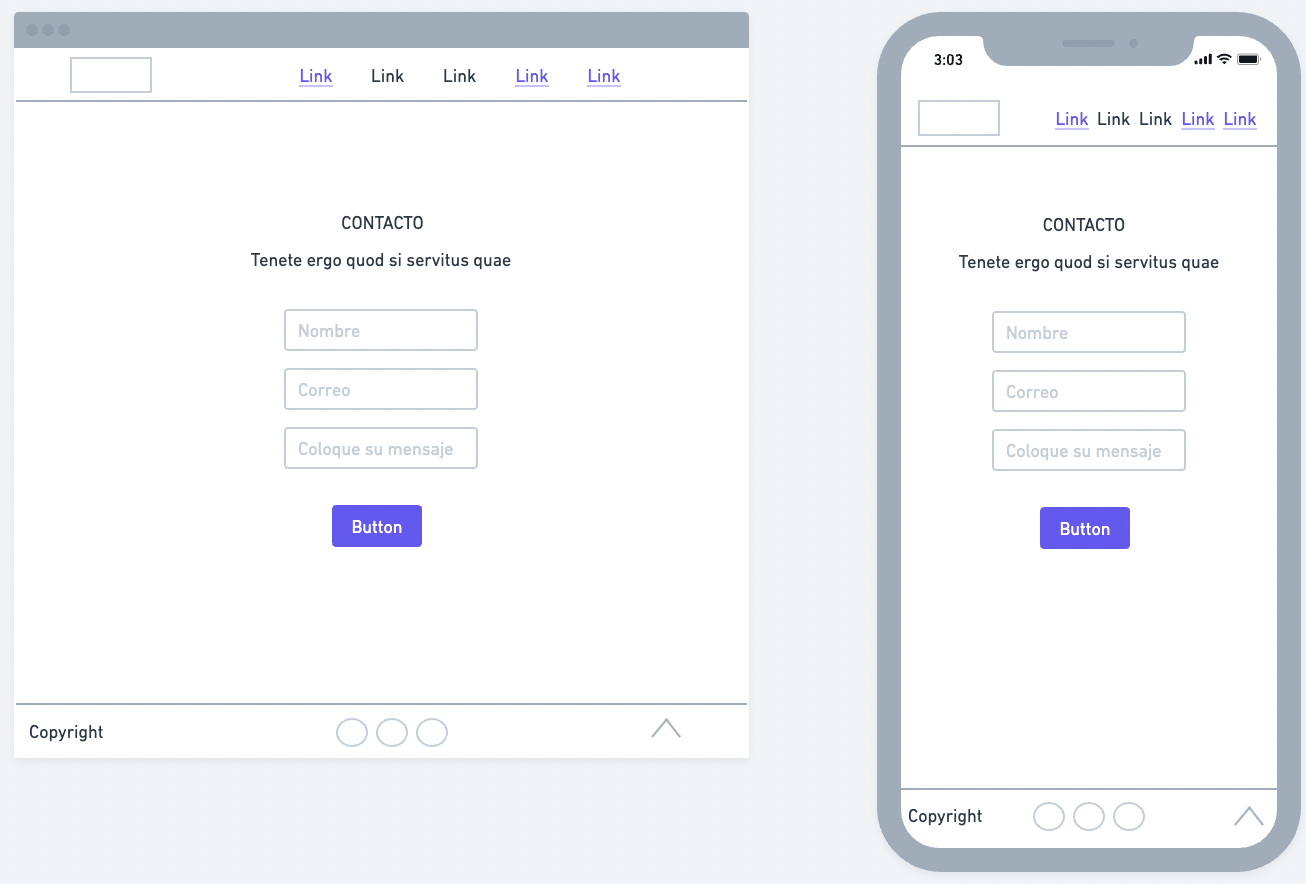 Link Link Link Link Link
CONTACTO
Tenete ergo quod si servitus quae
Nombre
Correo
Coloque su mensaje
Button
Copyright
3:03
Link Link Link Link Link
CONTACTO
Tenete ergo quod si servitus quae
Nombre
Correo
Coloque su mensaje
Button
Copyright